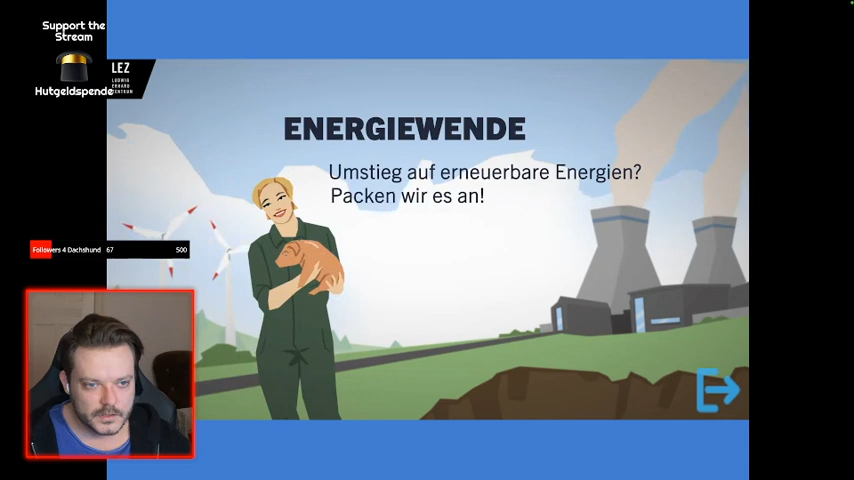 Support the
Stream
Hutgeldspende
LEZ
LUDWIG
ERHARD
ZENTRUM
ENERGIEWENDE
Umstieg auf erneuerbare Energien?
Packen wir es an!
Followers 4 Dachshund 67 500